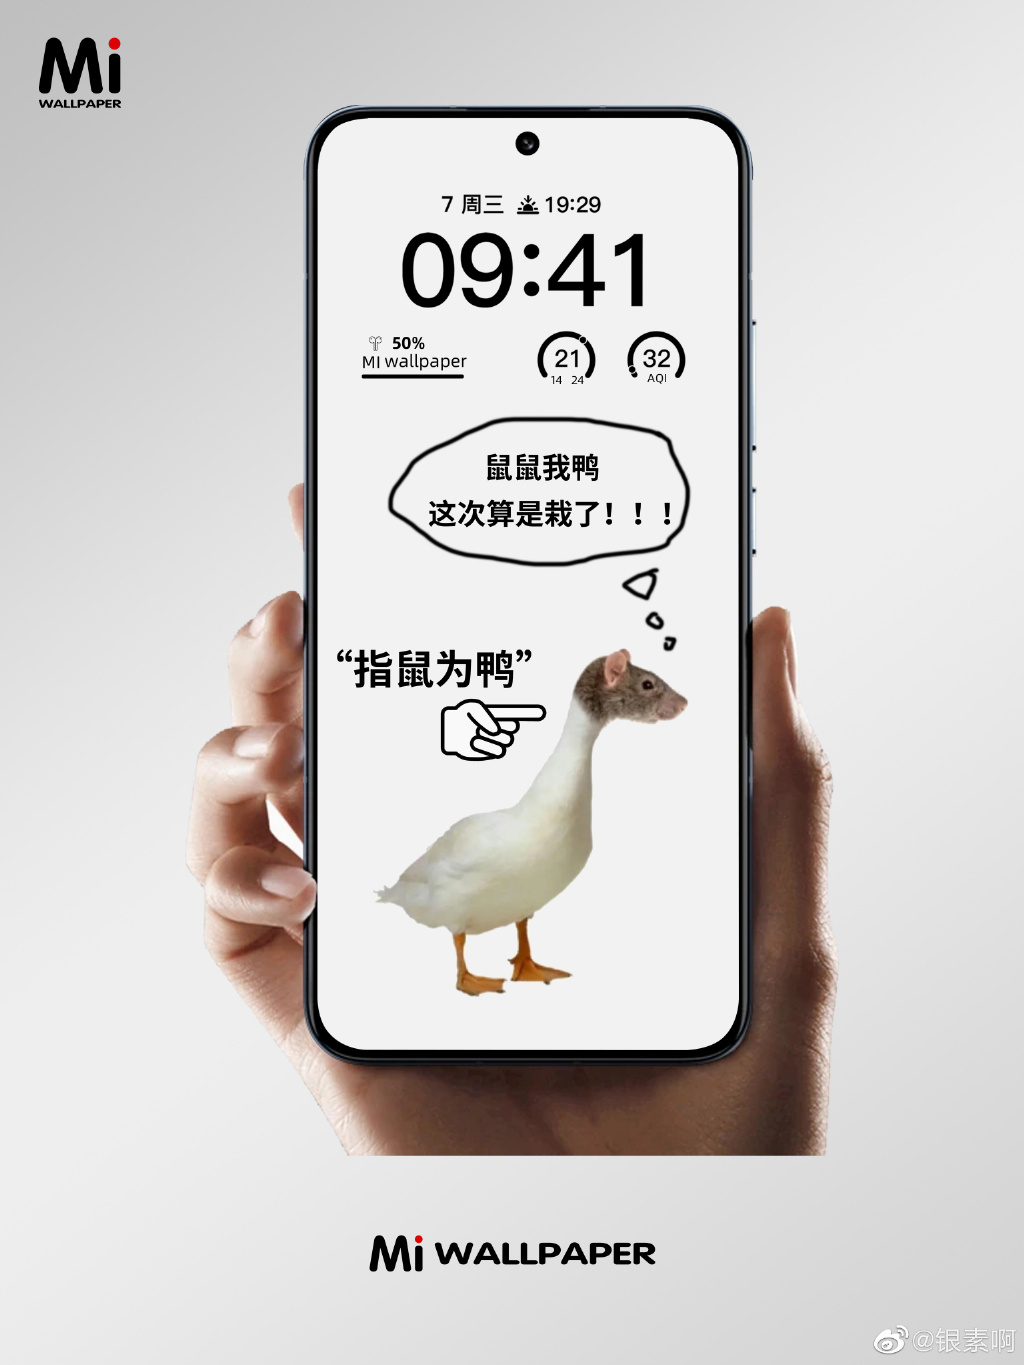 Mi
WALLPAPER
7 周三 19:29
09:41
50%
MI wallpaper
21
14 24
32
AQI
鼠鼠我鸭
这次算是栽了！！！
“指鼠为鸭”
Mi WALLPAPER
@银素啊